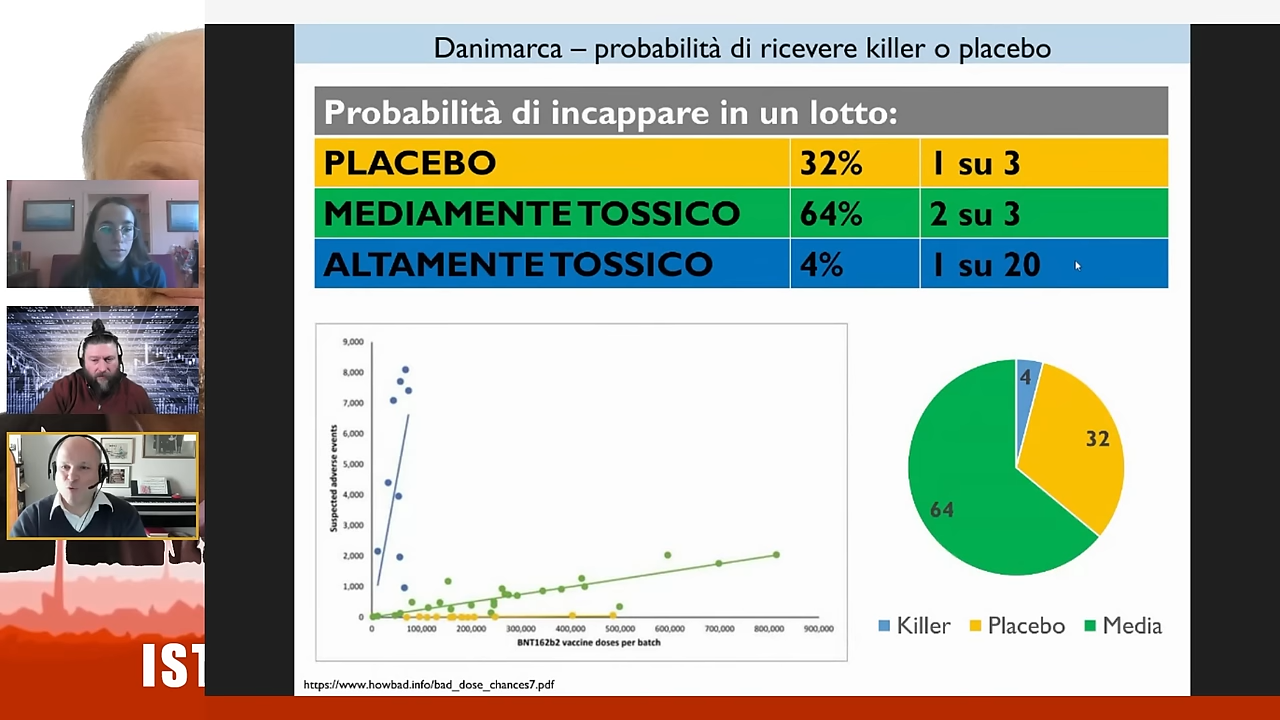 Danimarca – probabilità di ricevere killer o placebo
Probabilità di incappare in un lotto:
PLACEBO 32% 1 su 3
MEDIAMENTE TOSSICO 64% 2 su 3
ALTAMENTE TOSSICO 4% 1 su 20
9,000
8,000
7,000
6,000
5,000
4,000
3,000
2,000
1,000
0
Suspected adverse events
0 100,000 200,000 300,000 400,000 500,000 600,000 700,000 800,000 900,000
BNT162b2 vaccine doses per batch
4
32
64
Killer Placebo Media
https://www.howbad.info/bad_dose_chances7.pdf
IST